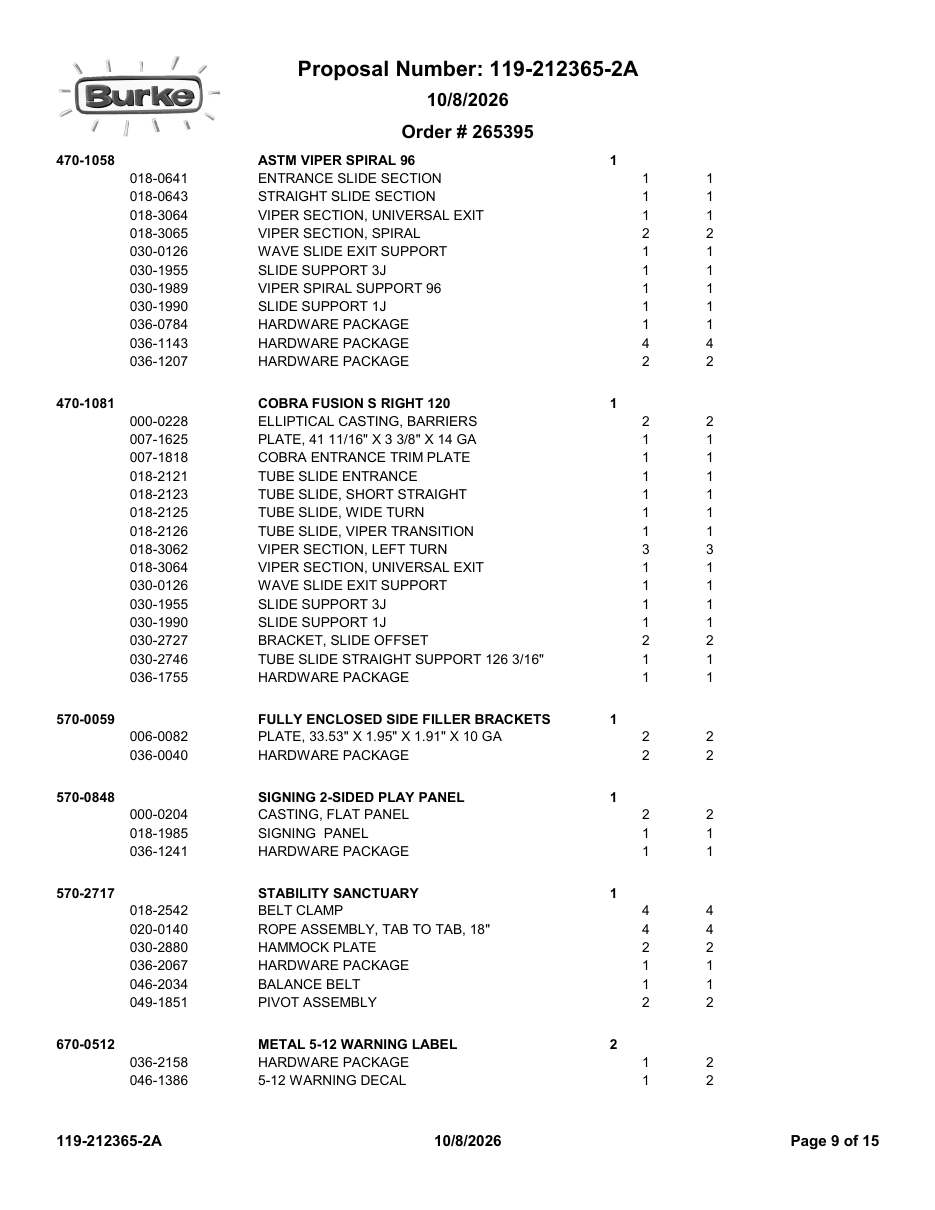 Burke
Proposal Number: 119-212365-2A
10/8/2026
Order # 265395
470-1058 ASTM VIPER SPIRAL 96 1
018-0641 ENTRANCE SLIDE SECTION 1 1
018-0643 STRAIGHT SLIDE SECTION 1 1
018-3064 VIPER SECTION, UNIVERSAL EXIT 1 1
018-3065 VIPER SECTION, SPIRAL 2 2
030-0126 WAVE SLIDE EXIT SUPPORT 1 1
030-1955 SLIDE SUPPORT 3J 1 1
030-1989 VIPER SPIRAL SUPPORT 96 1 1
030-1990 SLIDE SUPPORT 1J 1 1
036-0784 HARDWARE PACKAGE 1 1
036-1143 HARDWARE PACKAGE 4 4
036-1207 HARDWARE PACKAGE 2 2
470-1081 COBRA FUSION S RIGHT 120 1
000-0228 ELLIPTICAL CASTING, BARRIERS 2 2
007-1625 PLATE, 41 11/16" X 3 3/8" X 14 GA 1 1
007-1818 COBRA ENTRANCE TRIM PLATE 1 1
018-2121 TUBE SLIDE ENTRANCE 1 1
018-2123 TUBE SLIDE, SHORT STRAIGHT 1 1
018-2125 TUBE SLIDE, WIDE TURN 1 1
018-2126 TUBE SLIDE, VIPER TRANSITION 1 1
018-3062 VIPER SECTION, LEFT TURN 3 3
018-3064 VIPER SECTION, UNIVERSAL EXIT 1 1
030-0126 WAVE SLIDE EXIT SUPPORT 1 1
030-1955 SLIDE SUPPORT 3J 1 1
030-1990 SLIDE SUPPORT 1J 1 1
030-2727 BRACKET, SLIDE OFFSET 2 2
030-2746 TUBE SLIDE STRAIGHT SUPPORT 126 3/16" 1 1
036-1755 HARDWARE PACKAGE 1 1
570-0059 FULLY ENCLOSED SIDE FILLER BRACKETS 1
006-0082 PLATE, 33.53" X 1.95" X 1.91" X 10 GA 2 2
036-0040 HARDWARE PACKAGE 2 2
570-0848 SIGNING 2-SIDED PLAY PANEL 1
000-0204 CASTING, FLAT PANEL 2 2
018-1985 SIGNING  PANEL 1 1
036-1241 HARDWARE PACKAGE 1 1
570-2717 STABILITY SANCTUARY 1
018-2542 BELT CLAMP 4 4
020-0140 ROPE ASSEMBLY, TAB TO TAB, 18" 4 4
030-2880 HAMMOCK PLATE 2 2
036-2067 HARDWARE PACKAGE 1 1
046-2034 BALANCE BELT 1 1
049-1851 PIVOT ASSEMBLY 2 2
670-0512 METAL 5-12 WARNING LABEL 2
036-2158 HARDWARE PACKAGE 1 2
046-1386 5-12 WARNING DECAL 1 2
119-212365-2A 10/8/2026 Page 9 of 15